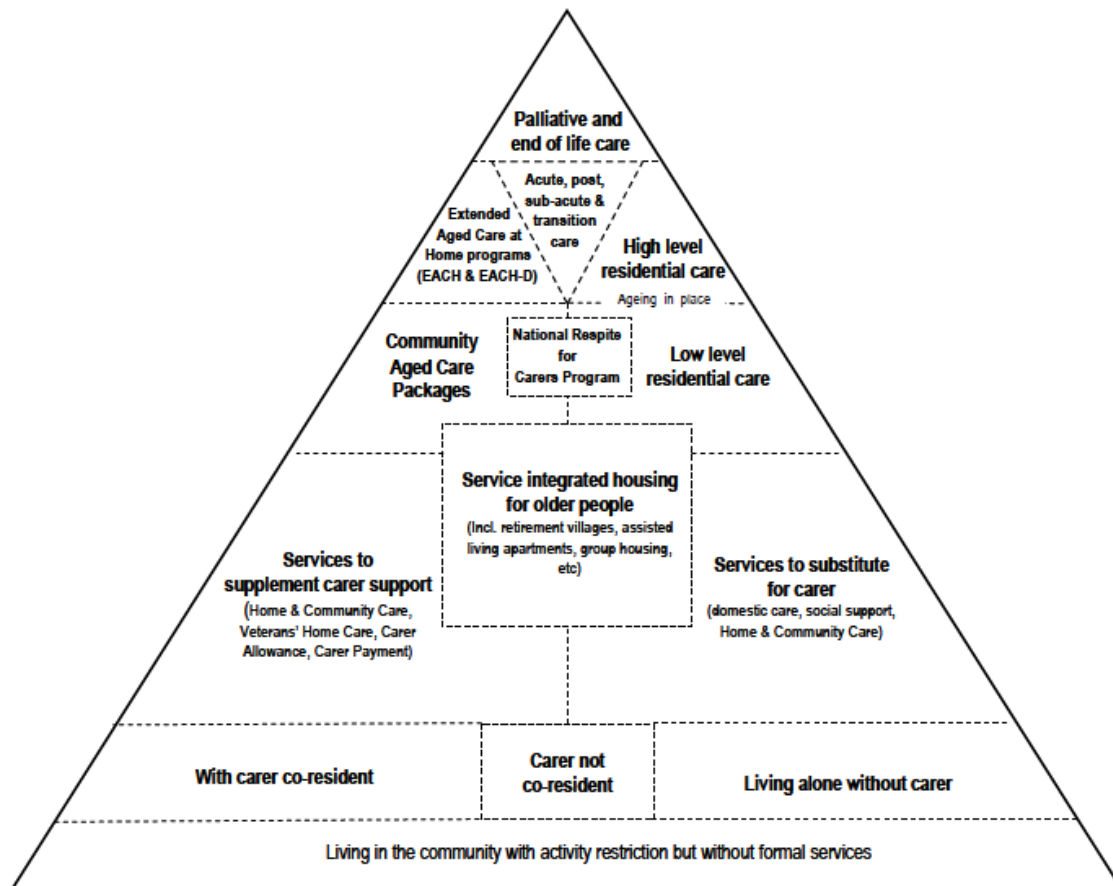 Palliative and
end of life care
Acute, post,
sub-acute &
transition
care
Extended
Aged Care at
Home programs
(EACH & EACH-D)
High level
residential care
Ageing in place
Community
Aged Care
Packages
National Respite
for
Carers Program
Low level
residential care
Service integrated housing
for older people
(Incl. retirement villages, assisted
living apartments, group housing,
etc)
Services to
supplement carer support
(Home & Community Care,
Veterans' Home Care, Carer
Allowance, Carer Payment)
Services to substitute
for carer
(domestic care, social support,
Home & Community Care)
With carer co-resident
Carer not
co-resident
Living alone without carer
Living in the community with activity restriction but without formal services